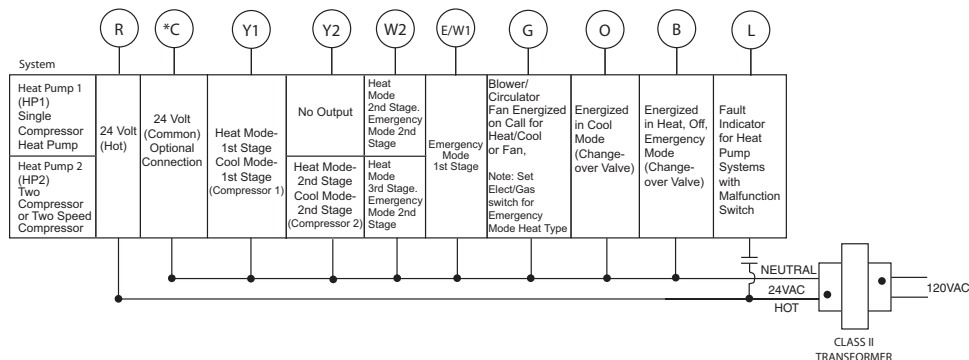 R
*C
Y1
Y2
W2
E/W1
G
O
B
L
System
Heat Pump 1
(HP1)
Single
Compressor
Heat Pump
Heat Pump 2
(HP2)
Two
Compressor
or Two Speed
Compressor
24 Volt
(Hot)
24 Volt
(Common)
Optional
Connection
Heat Mode-
1st Stage
Cool Mode-
1st Stage
(Compressor 1)
No Output
Heat Mode-
2nd Stage
Cool Mode-
2nd Stage
(Compressor 2)
Heat
Mode
2nd Stage.
Emergency
Mode 2nd
Stage
Heat
Mode
3rd Stage.
Emergency
Mode 2nd
Stage
Emergency
Mode
1st Stage
Blower/
Circulator
Fan Energized
on Call for
Heat/Cool
or Fan,
Note: Set
Elect/Gas
switch for
Emergency
Mode Heat Type
Energized
in Cool
Mode
(Change-
over Valve)
Energized
in Heat, Off,
Emergency
Mode
(Change-
over Valve)
Fault
Indicator
for Heat
Pump
Systems
with
Malfunction
Switch
NEUTRAL
24VAC
HOT
120VAC
CLASS II
TRANSFORMER